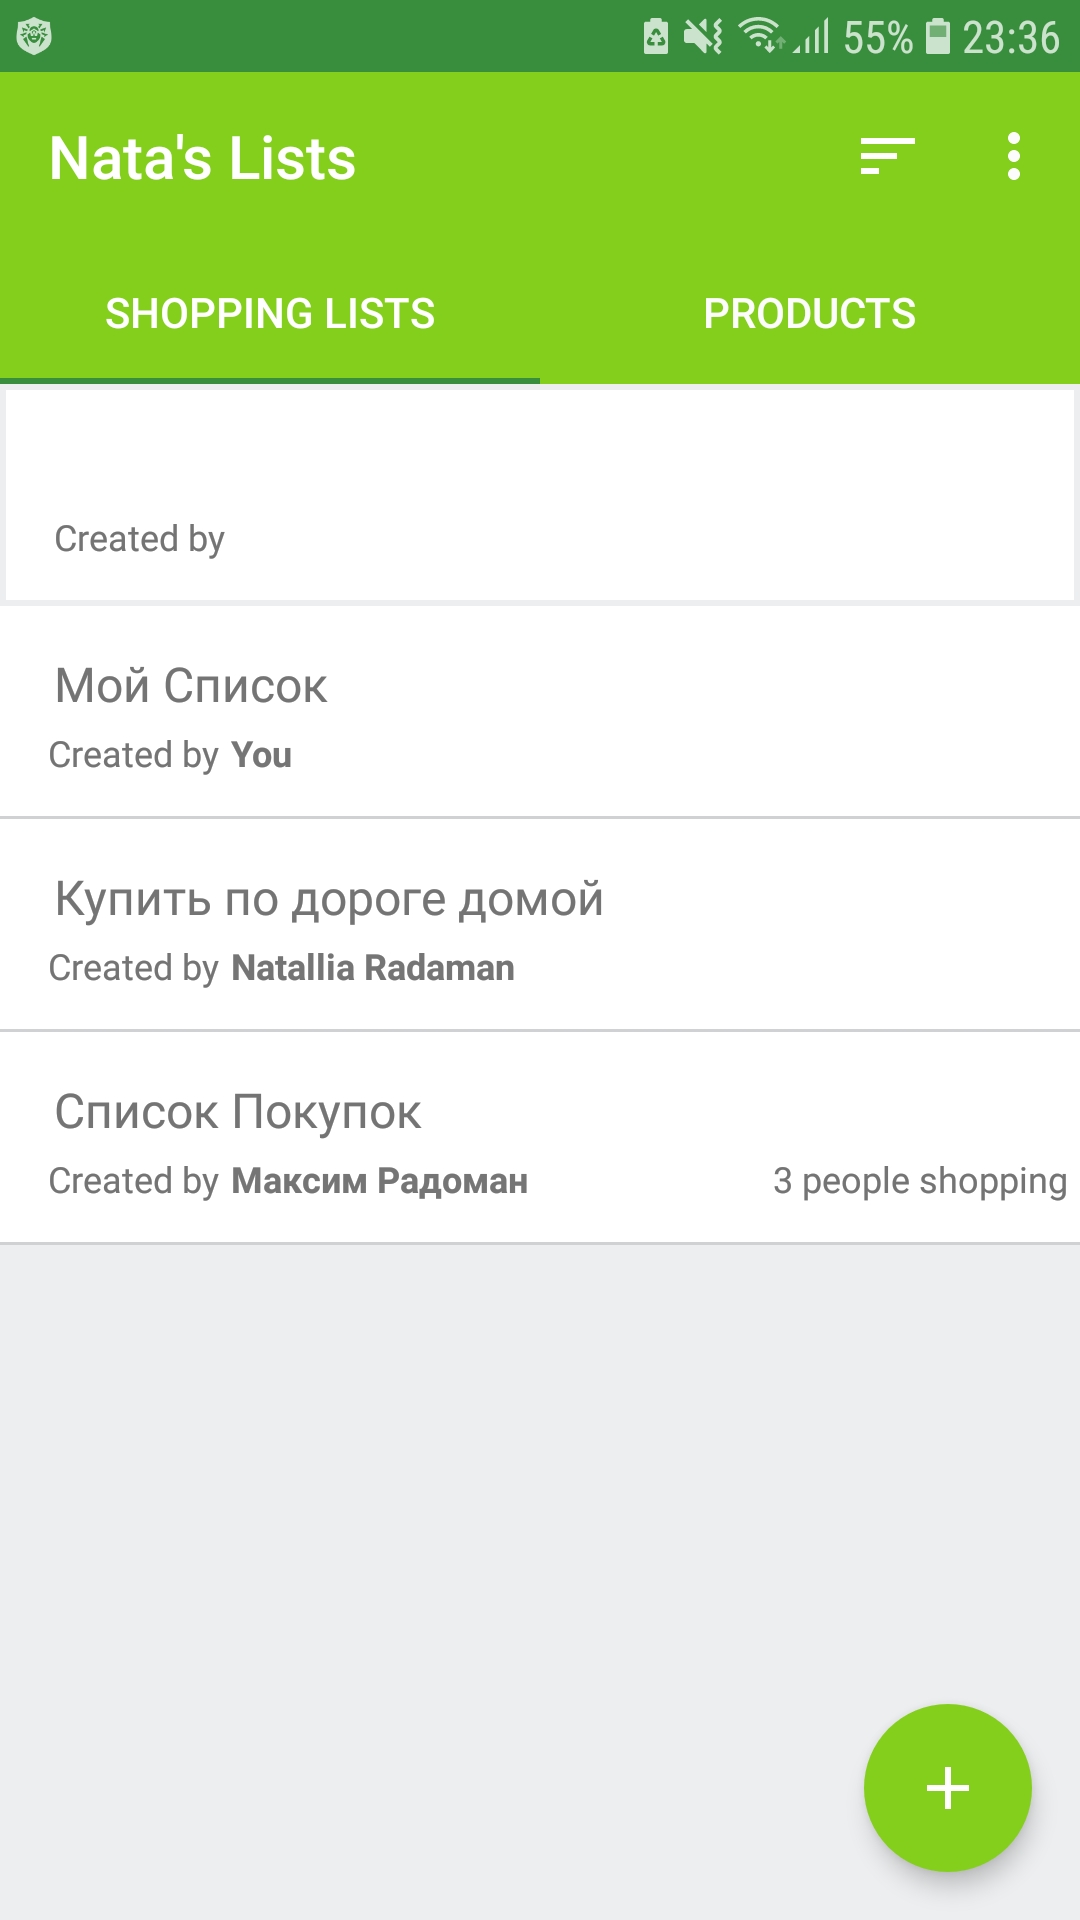 55% 23:36
Nata's Lists
SHOPPING LISTS PRODUCTS
Created by
Мой Список
Created by You
Купить по дороге домой
Created by Natallia Radaman
Список Покупок
Created by Максим Радоман 3 people shopping